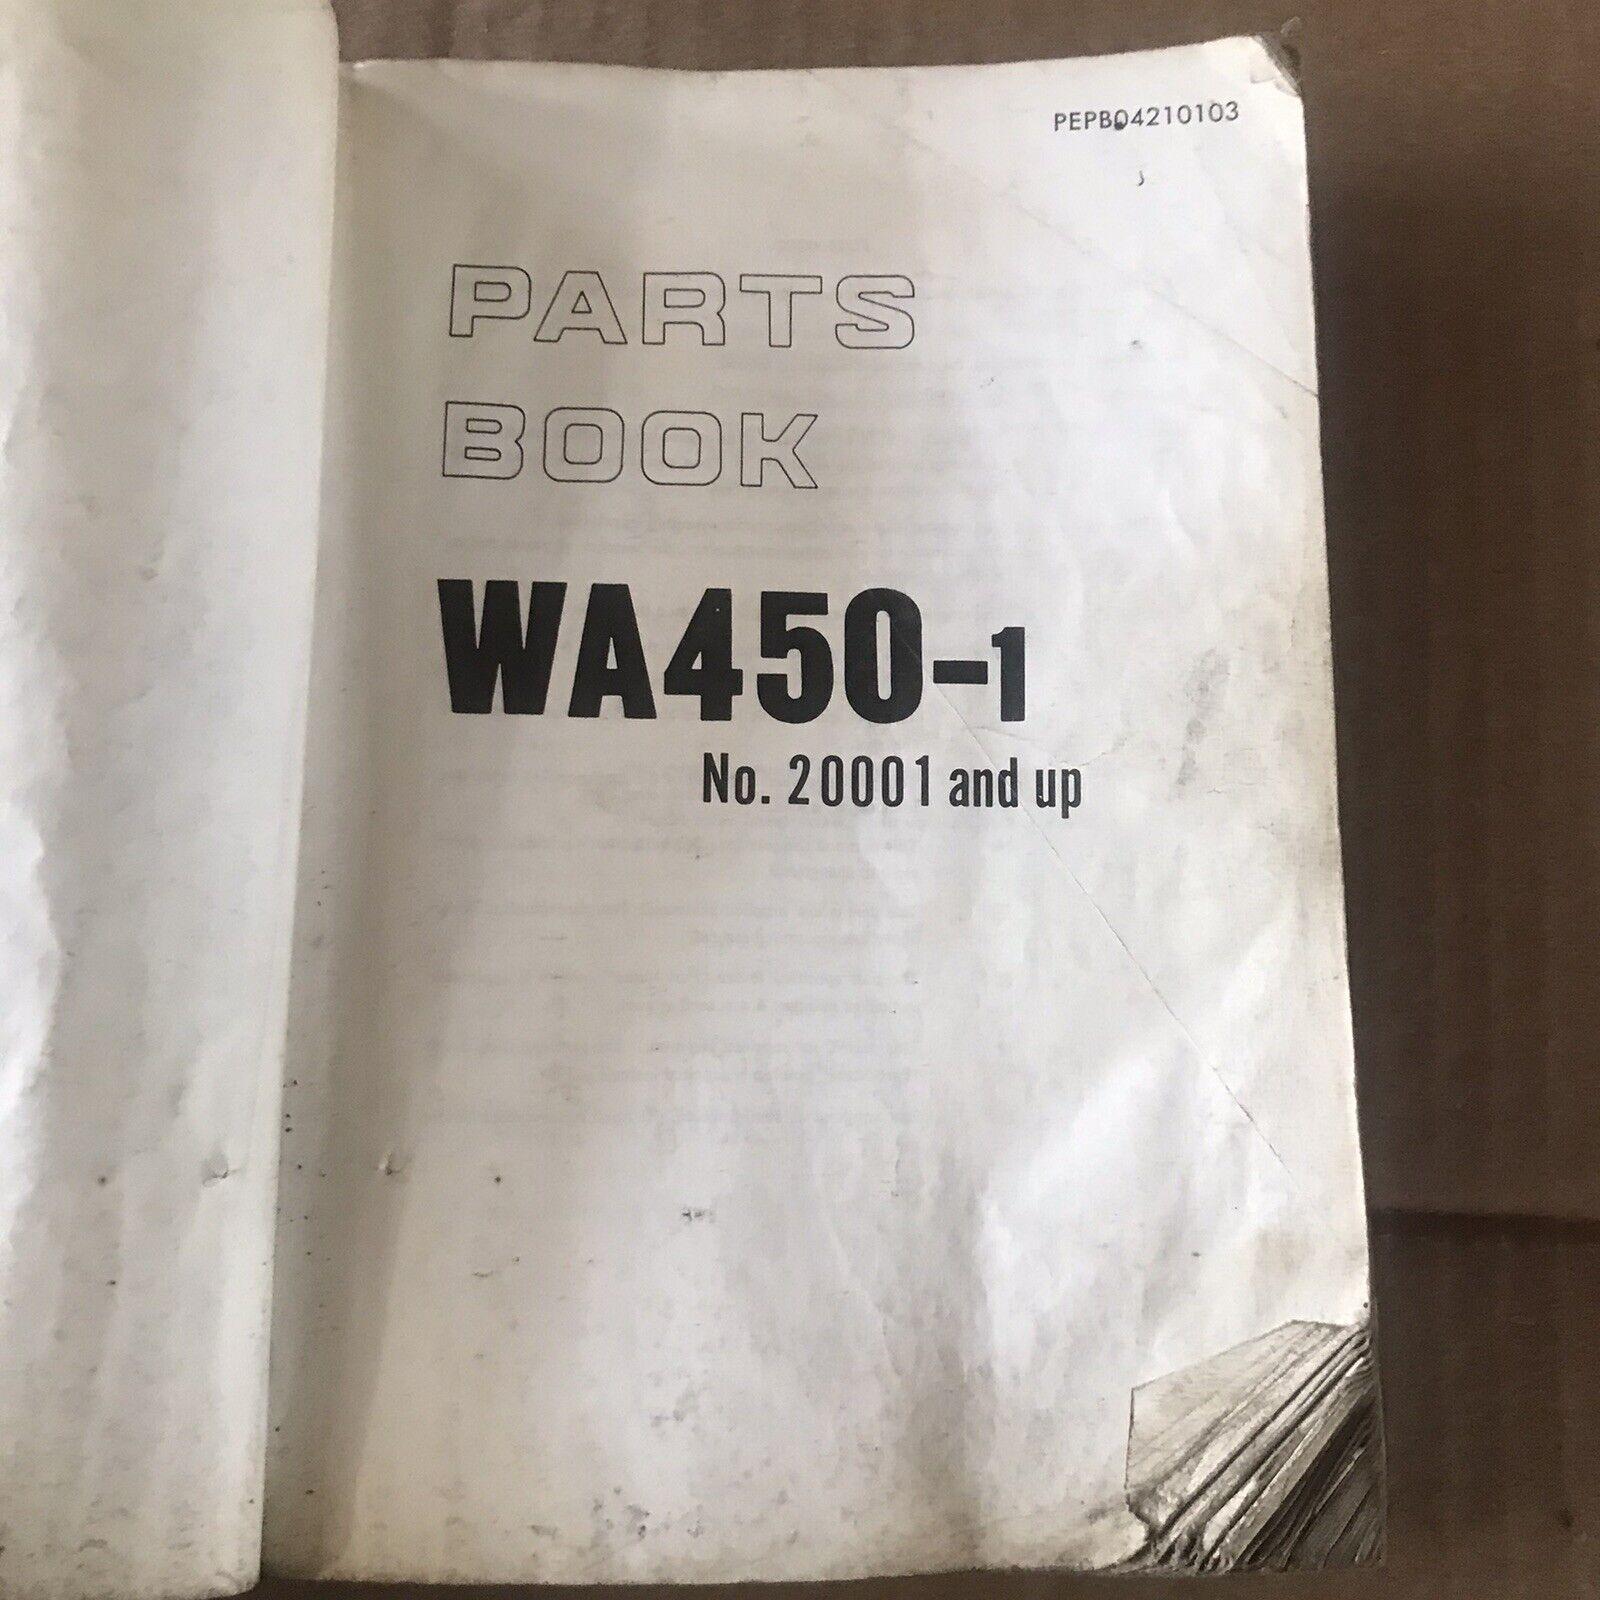 PEPB04210103
PARTS
BOOK
WA450-1
No. 20001 and up